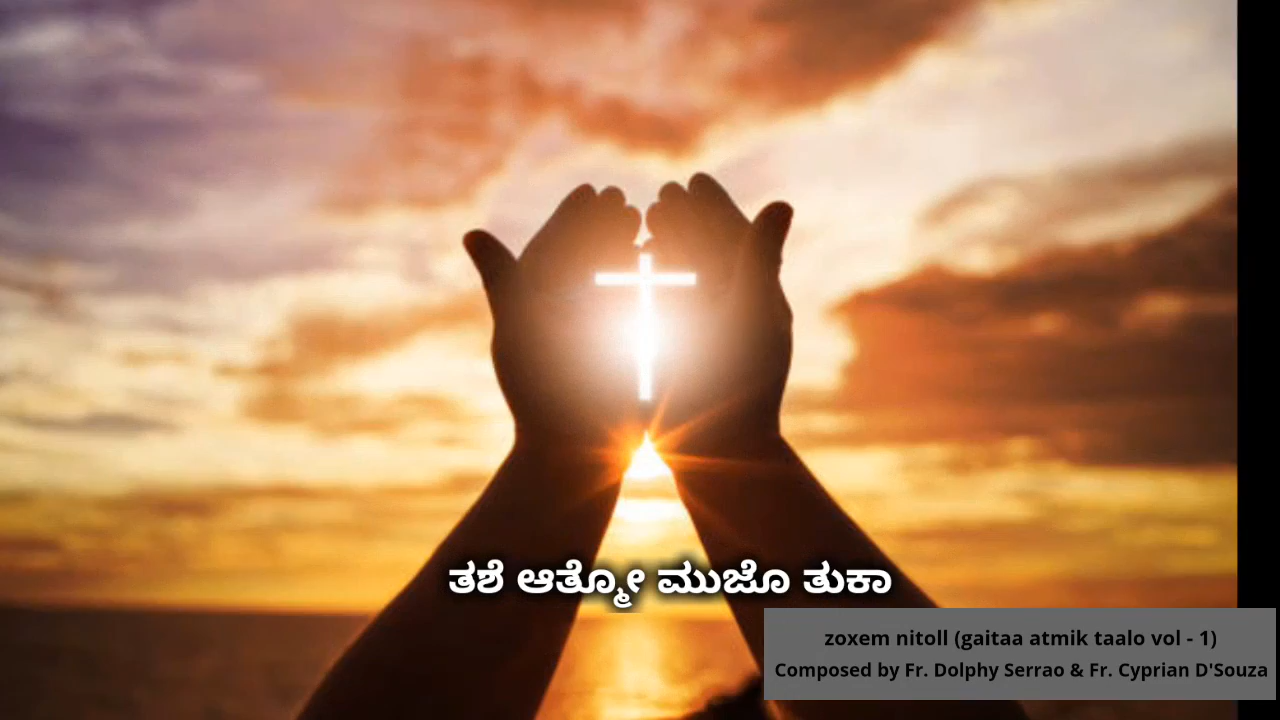 ತಶೆ ಆತ್ಮೋ ಮುಜೊ ತುಕಾ
zoxem nitoll (gaitaa atmik taalo vol - 1)
Composed by Fr. Dolphy Serrao & Fr. Cyprian D'Souza